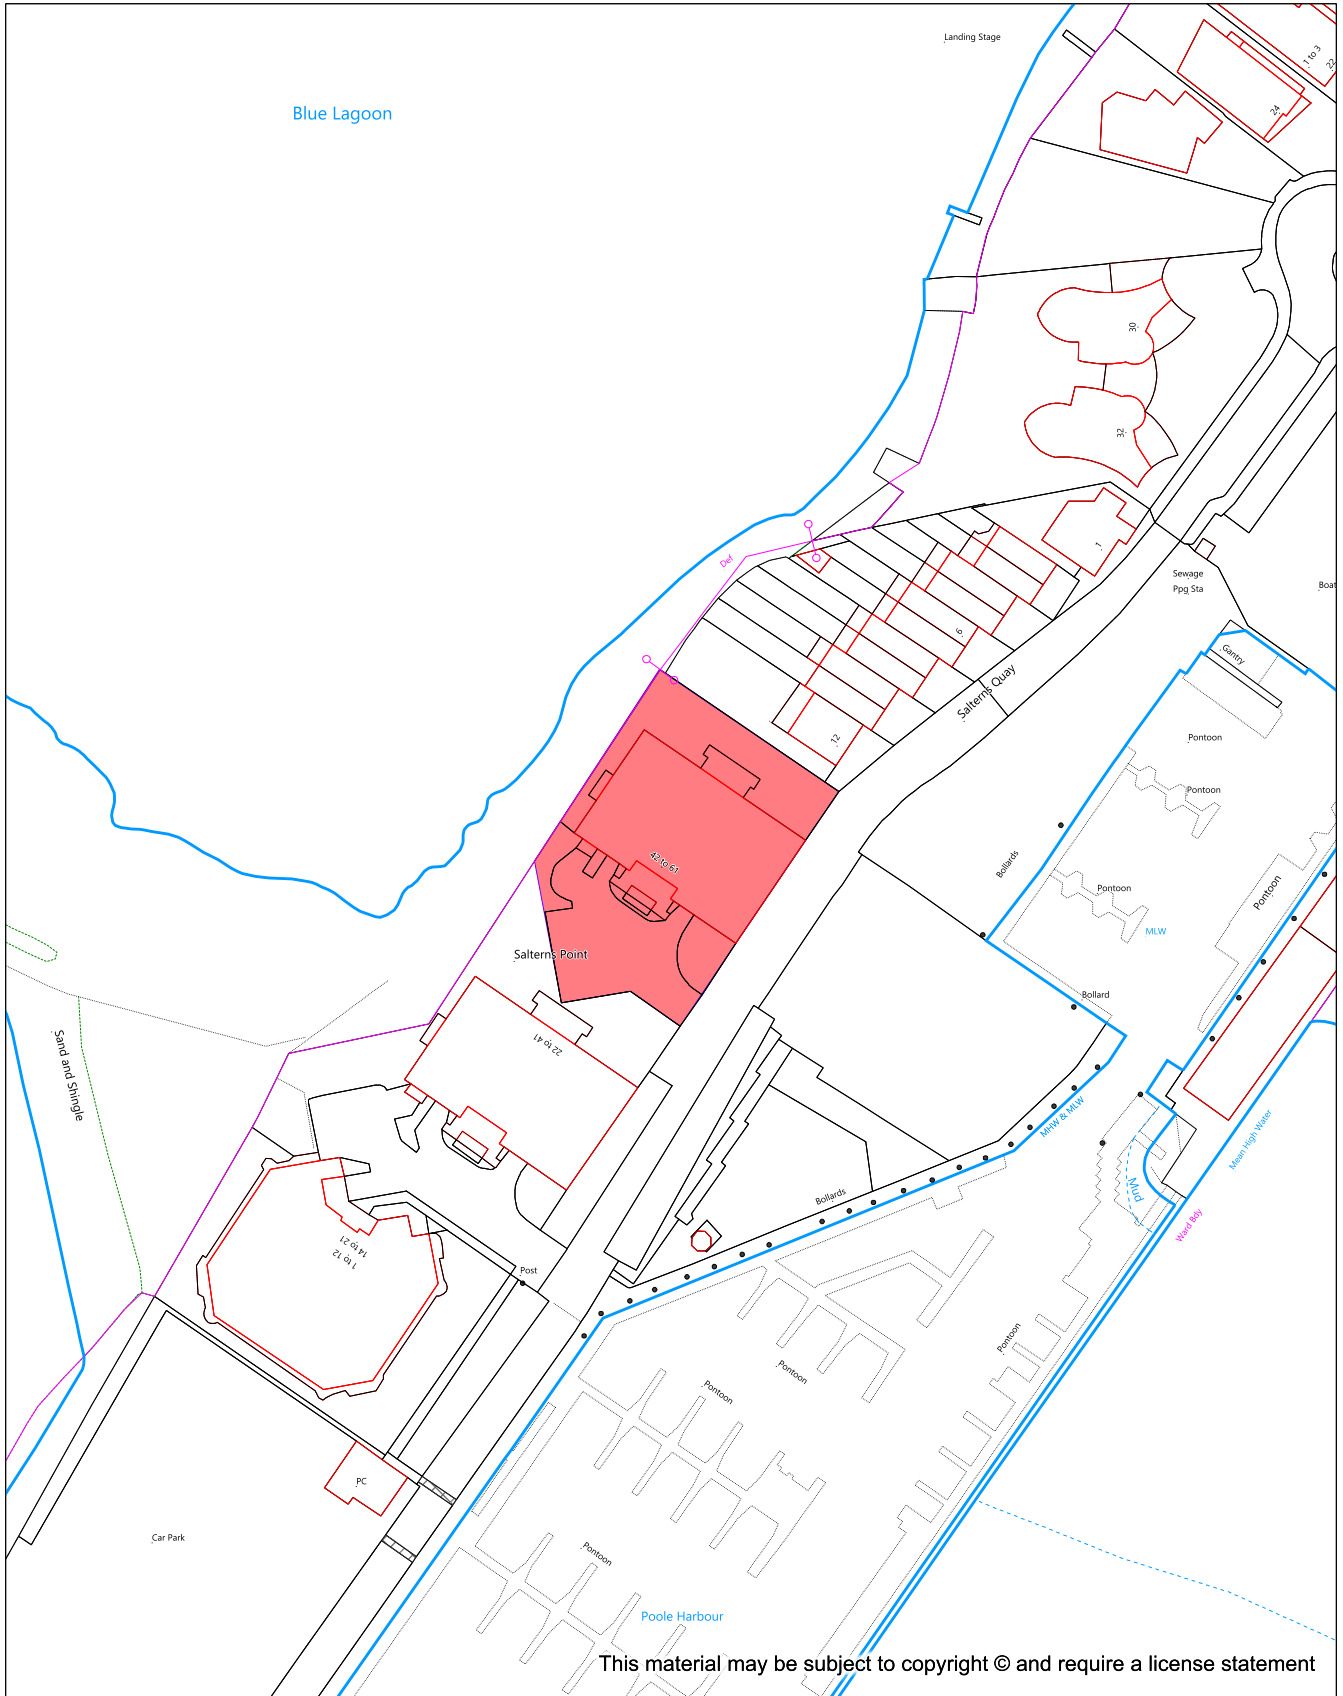 Landing Stage
1 to 3
22
24
Blue Lagoon
30
32
1
Def
Sewage
Ppg Sta
Boat
6
Gantry
Salterns Quay
12
Pontoon
Pontoon
42 to 61
Bollards
Pontoon
Pontoon
MLW
Salterns Point
Bollard
22 to 41
Sand and Shingle
MHW & MLW
Mean High Water
Mud
Bollards
Ward Bdy
1 to 12
14 to 21
Post
Pontoon
Pontoon
Pontoon
PC
Car Park
Pontoon
Poole Harbour
This material may be subject to copyright © and require a license statement